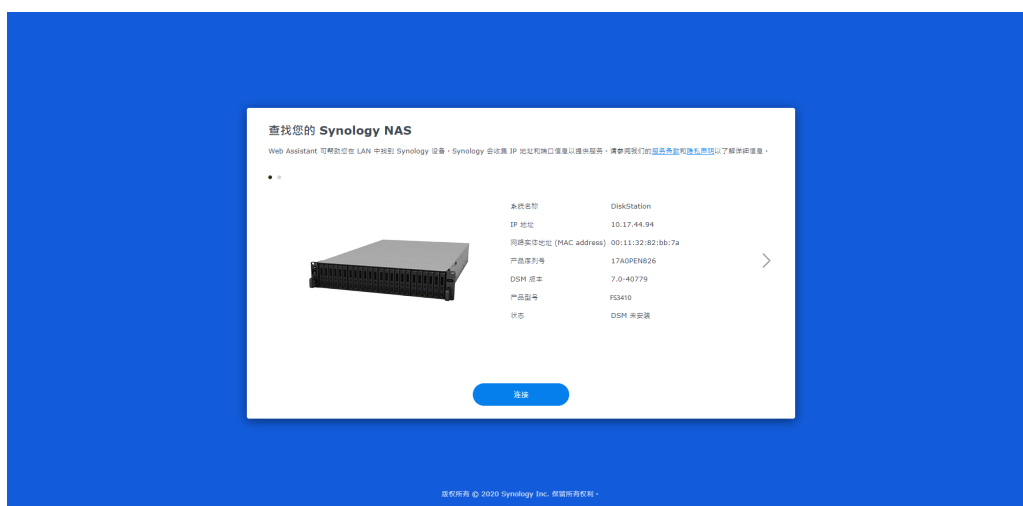 查找您的 Synology NAS
Web Assistant 可帮助您在 LAN 中找到 Synology 设备。Synology 会收集 IP 地址和端口信息以提供服务。请参阅我们的服务条款和隐私声明以了解详细信息。
系统名称 DiskStation
IP 地址 10.17.44.94
网路实体地址 (MAC address) 00:11:32:82:bb:7a
产品序列号 17A0PEN826
DSM 版本 7.0-40779
产品型号 FS3410
状态 DSM 未安装
连接
版权所有 © 2020 Synology Inc. 保留所有权利。